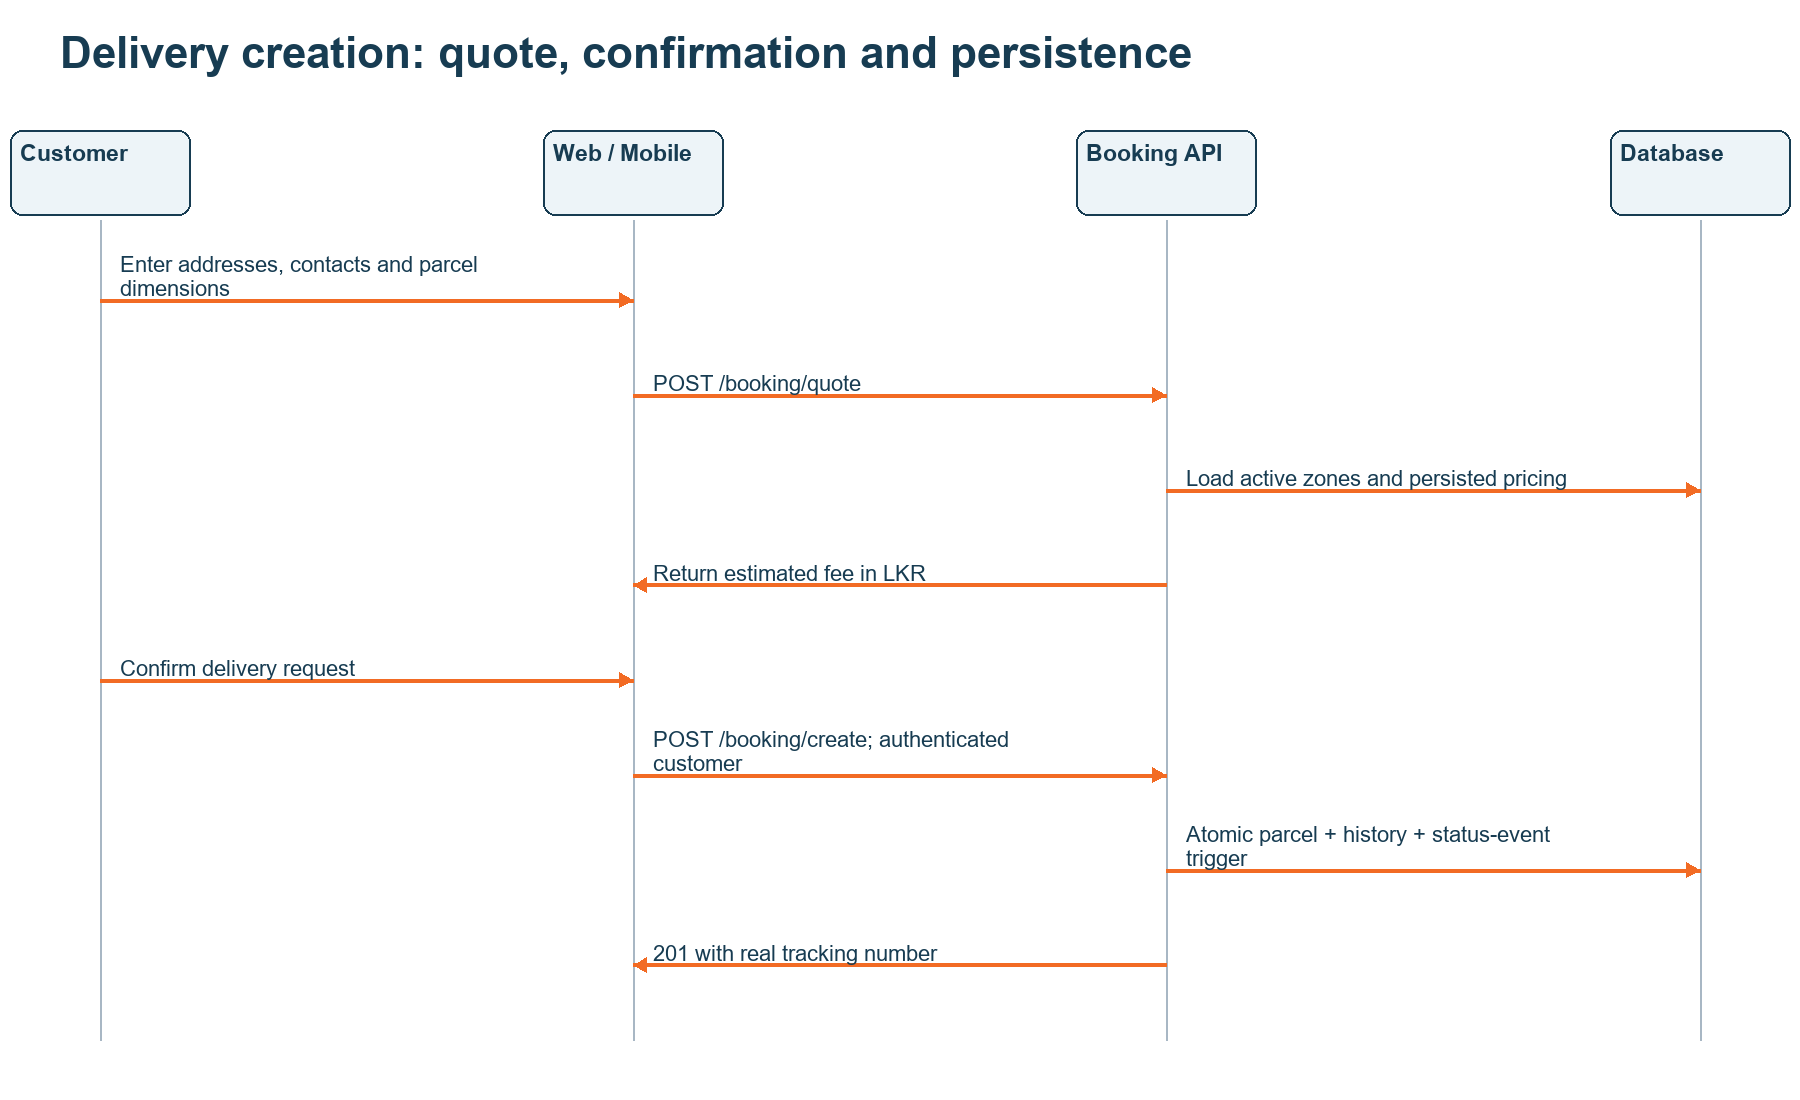 Delivery creation: quote, confirmation and persistence
Customer
Web / Mobile
Booking API
Database
Enter addresses, contacts and parcel
dimensions
POST /booking/quote
Load active zones and persisted pricing
Return estimated fee in LKR
Confirm delivery request
POST /booking/create; authenticated
customer
Atomic parcel + history + status-event
trigger
201 with real tracking number